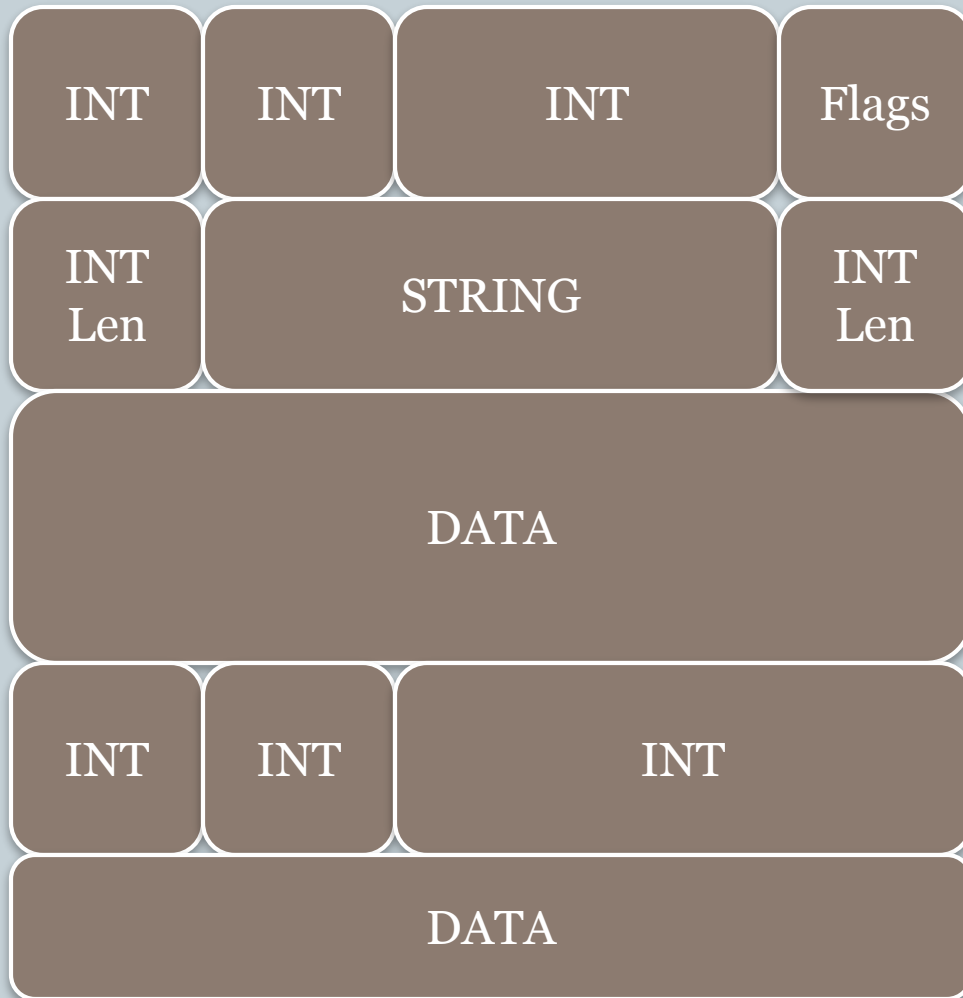 INT
INT
INT
Flags
INT
Len
STRING
INT
Len
DATA
INT
INT
INT
DATA